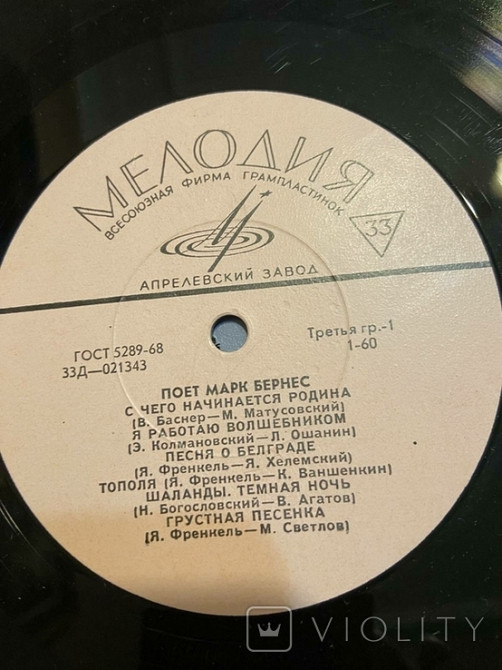 МЕЛОДИЯ
ВСЕСОЮЗНАЯ ФИРМА ГРАМПЛАСТИНОК
33
АПРЕЛЕВСКИЙ ЗАВОД
ГОСТ 5289-68
33Д—021343
Третья гр.-1
1-60
ПОЕТ МАРК БЕРНЕС
С ЧЕГО НАЧИНАЕТСЯ РОДИНА
(В. Баснер—М. Матусовский)
Я РАБОТАЮ ВОЛШЕБНИКОМ
(Э. Колмановский—Л. Ошанин)
ПЕСНЯ О БЕЛГРАДЕ
(Я. Френкель—Я. Хелемский)
ТОПОЛЯ (Я. Френкель—К. Ваншенкин)
ШАЛАНДЫ. ТЕМНАЯ НОЧЬ
(Н. Богословский—В. Агатов)
ГРУСТНАЯ ПЕСЕНКА
(Я. Френкель—М. Светлов)
VIOLITY